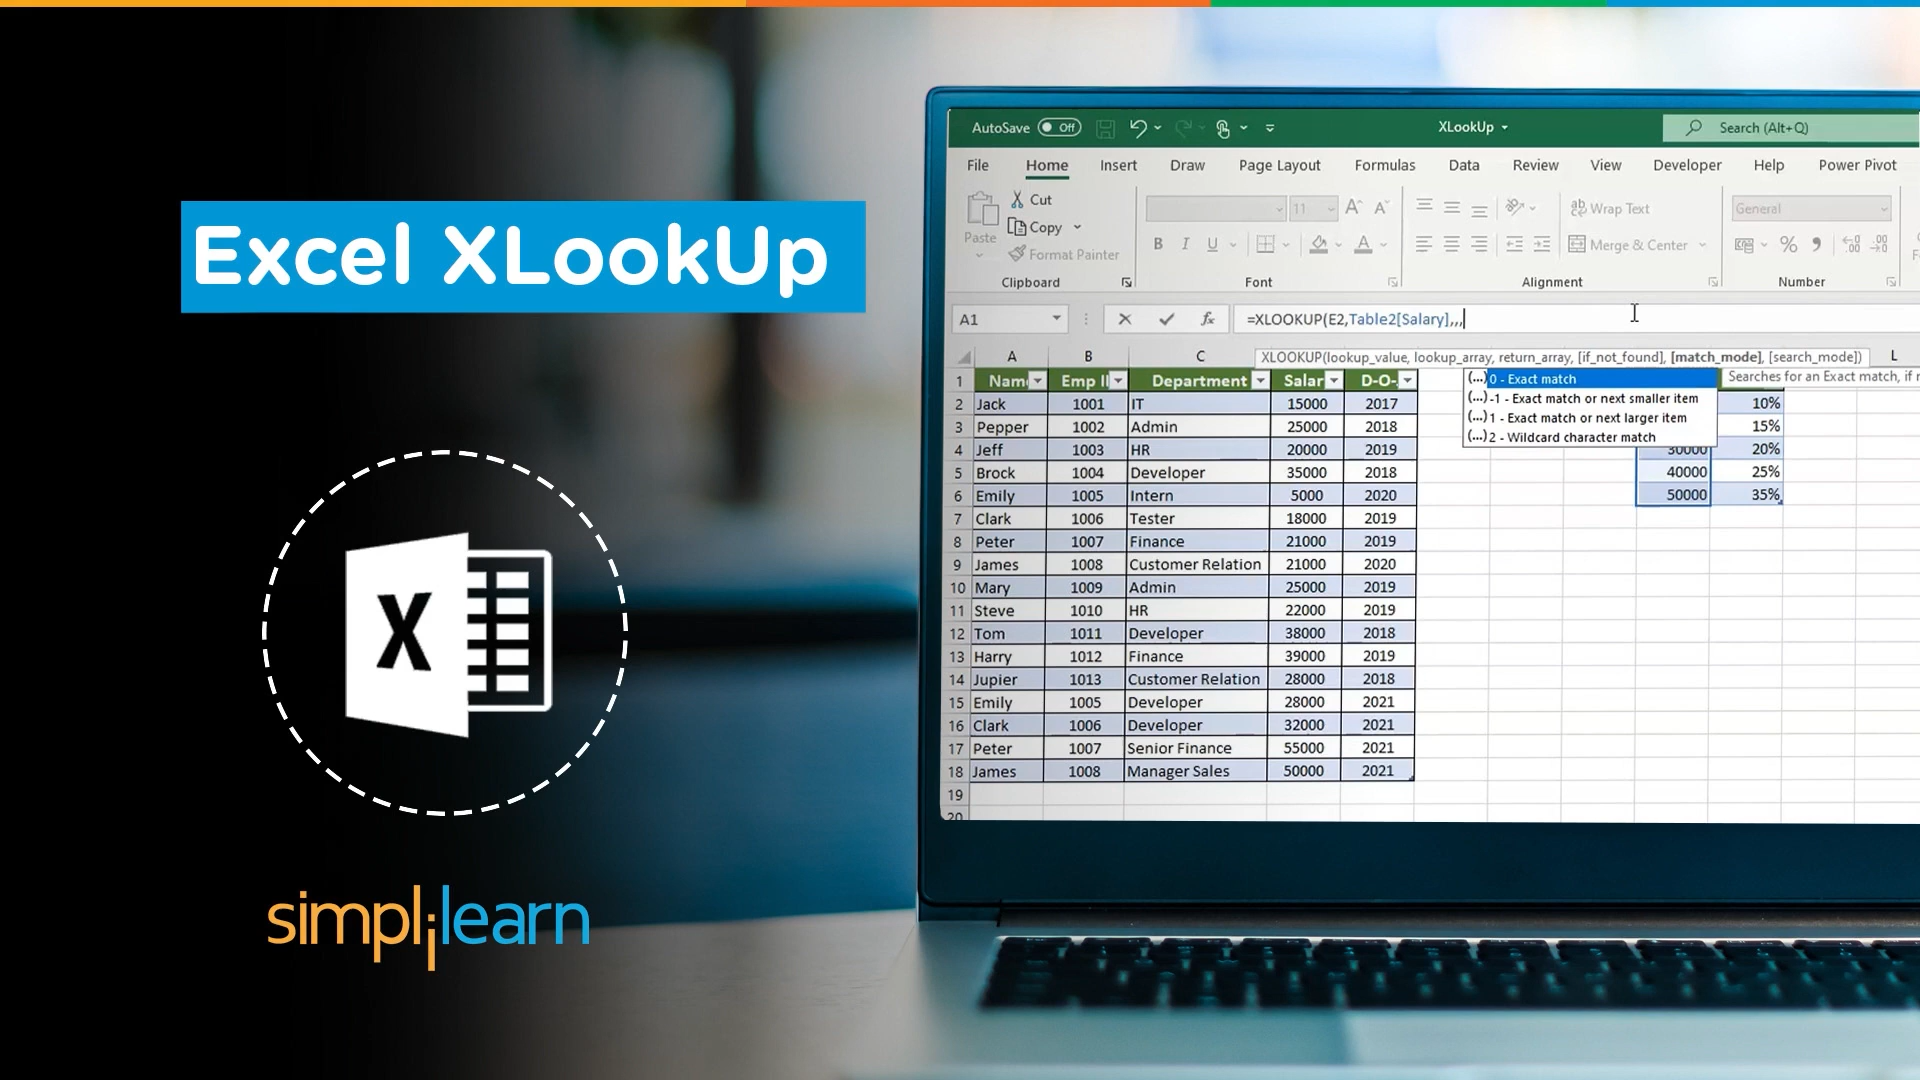 Excel XLookUp
X
simplilearn
AutoSave Off XLookUp Search (Alt+Q)
File Home Insert Draw Page Layout Formulas Data Review View Developer Help Power Pivot
Paste Cut Copy Format Painter
11 A A Wrap Text General
B I U A Merge & Center % 9
Clipboard Font Alignment Number
A1 fx =XLOOKUP(E2,Table2[Salary],,,
XLOOKUP(lookup_value, lookup_array, return_array, [if_not_found], [match_mode], [search_mode])
A B C L
1 Nam Emp I Department Salar D-O-
(...)0 - Exact match
Searches for an Exact match, if
(...)-1 - Exact match or next smaller item
(...)1 - Exact match or next larger item
(...)2 - Wildcard character match
2 Jack 1001 IT 15000 2017 10%
3 Pepper 1002 Admin 25000 2018 15%
4 Jeff 1003 HR 20000 2019 30000 20%
5 Brock 1004 Developer 35000 2018 40000 25%
6 Emily 1005 Intern 5000 2020 50000 35%
7 Clark 1006 Tester 18000 2019
8 Peter 1007 Finance 21000 2019
9 James 1008 Customer Relation 21000 2020
10 Mary 1009 Admin 25000 2019
11 Steve 1010 HR 22000 2019
12 Tom 1011 Developer 38000 2018
13 Harry 1012 Finance 39000 2019
14 Jupier 1013 Customer Relation 28000 2018
15 Emily 1005 Developer 28000 2021
16 Clark 1006 Developer 32000 2021
17 Peter 1007 Senior Finance 55000 2021
18 James 1008 Manager Sales 50000 2021
19
20